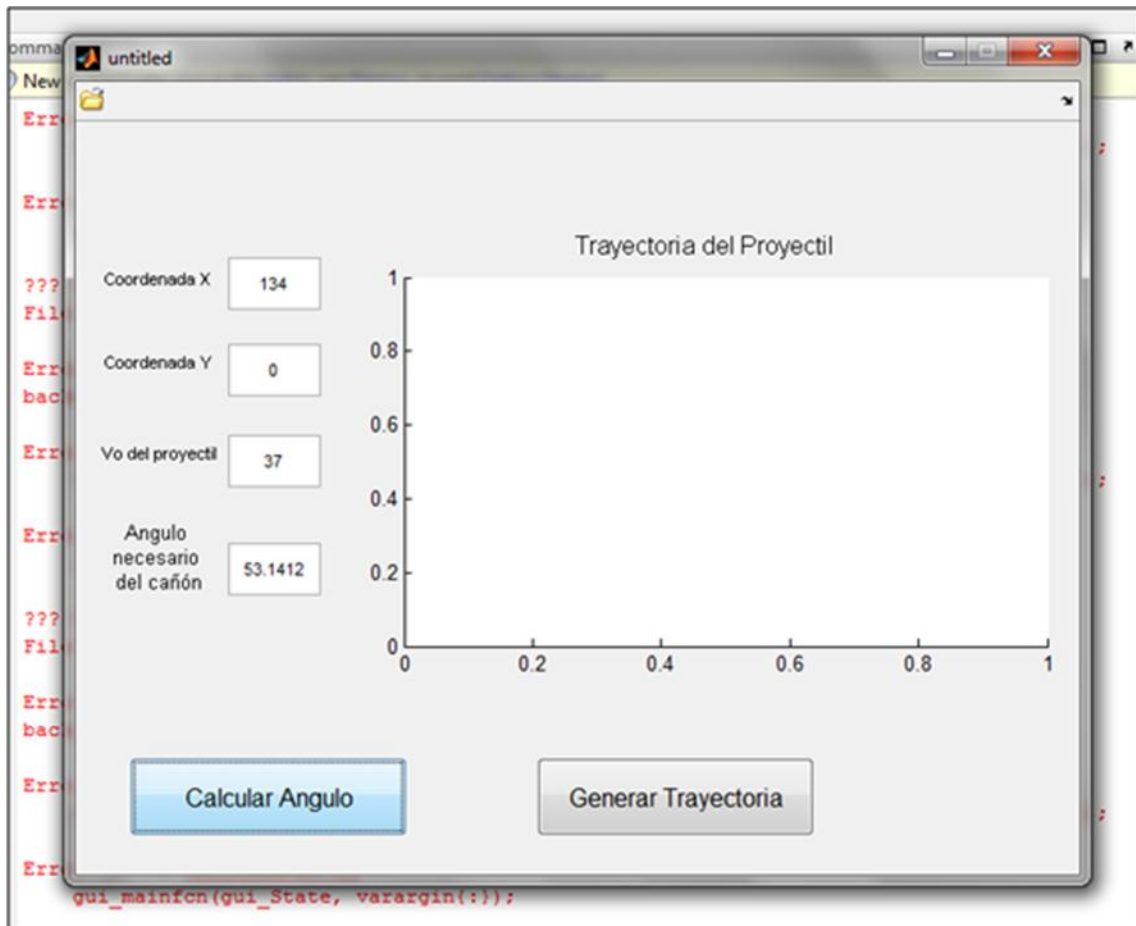 untitled
New
Trayectoria del Proyectil
Coordenada X
134
Coordenada Y
0
Vo del proyectil
37
Angulo
necesario
del cañón
53.1412
1
0.8
0.6
0.4
0.2
0
0
0.2
0.4
0.6
0.8
1
Calcular Angulo
Generar Trayectoria
???
???
gui_mainfcn(gui_State, varargin{:});